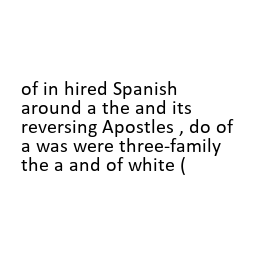 of in hired Spanish
around a the and its
reversing Apostles , do of
a was were three-family
the a and of white (